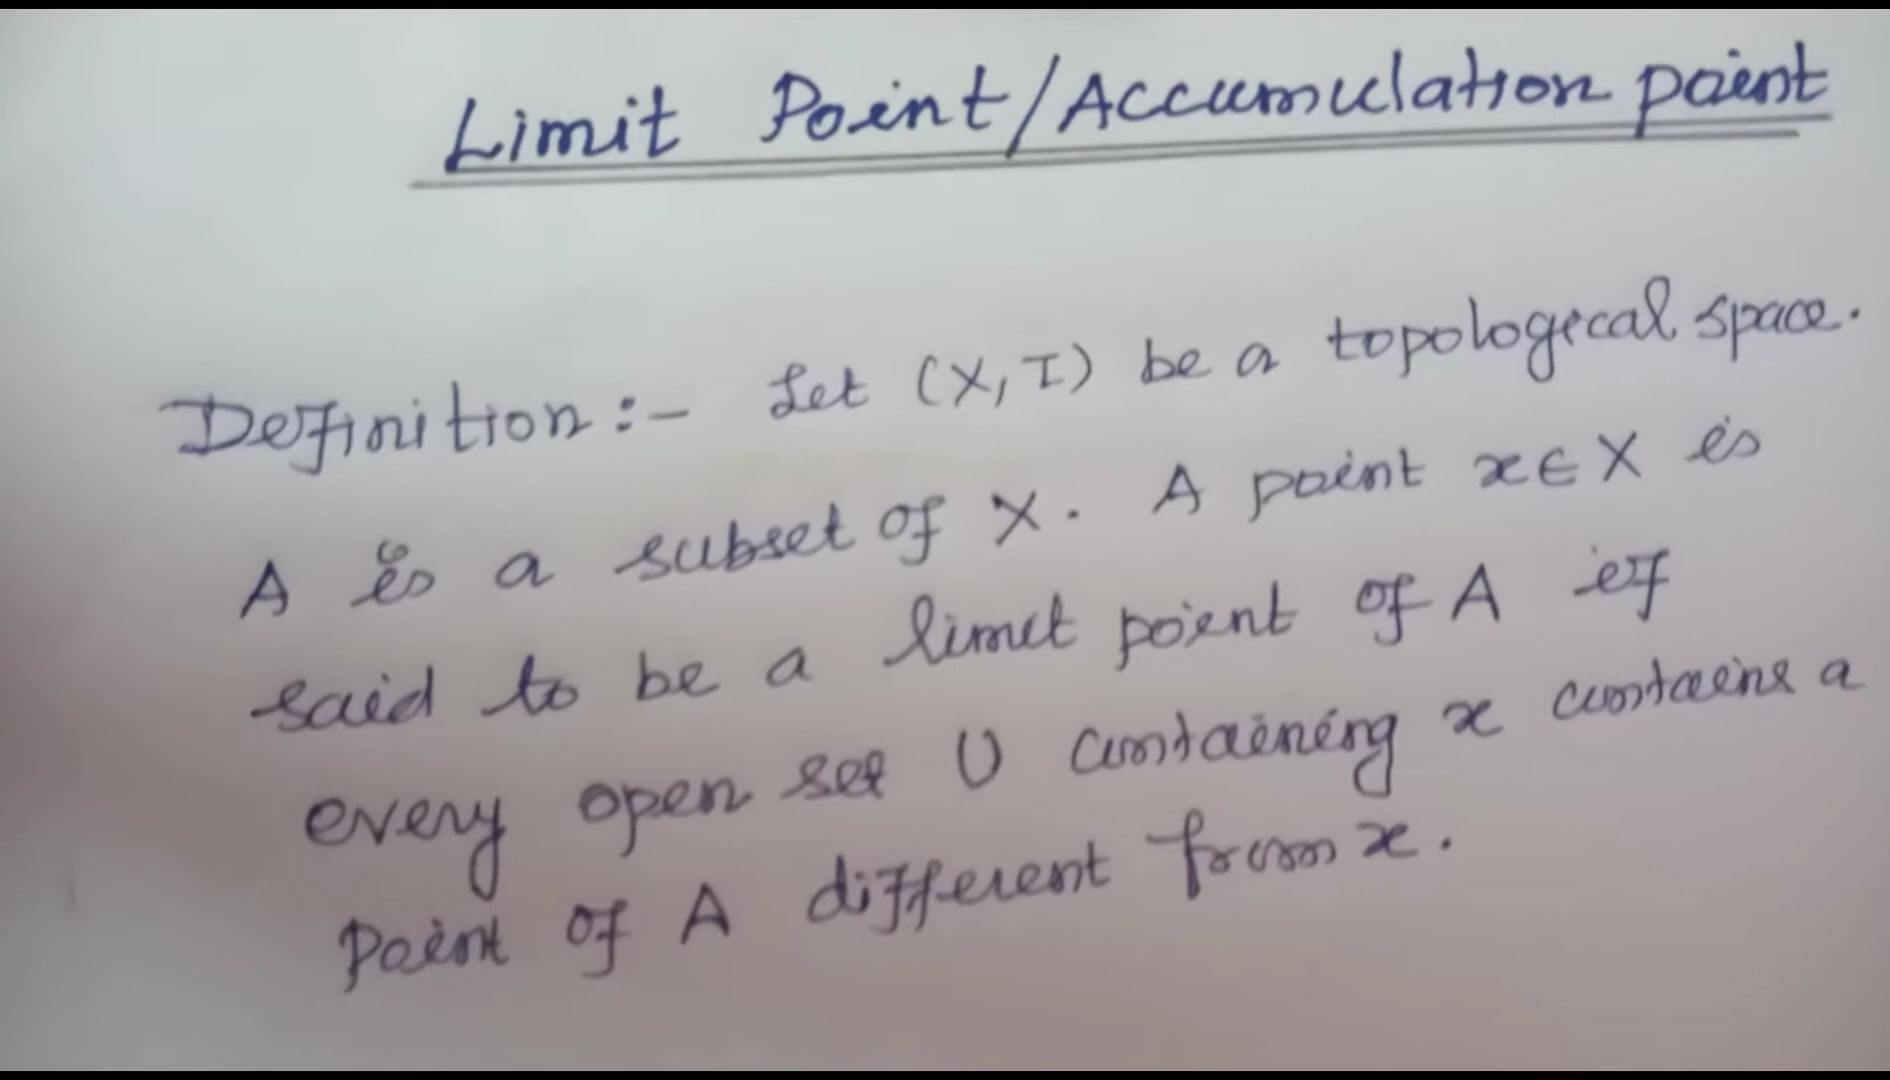 Limit Point/Accumulation point
Definition :- Let (X, T) be a topological space.
A is a subset of X. A point x ∈ X is
said to be a limit point of A if
every open set U containing x contains a
point of A different from x.